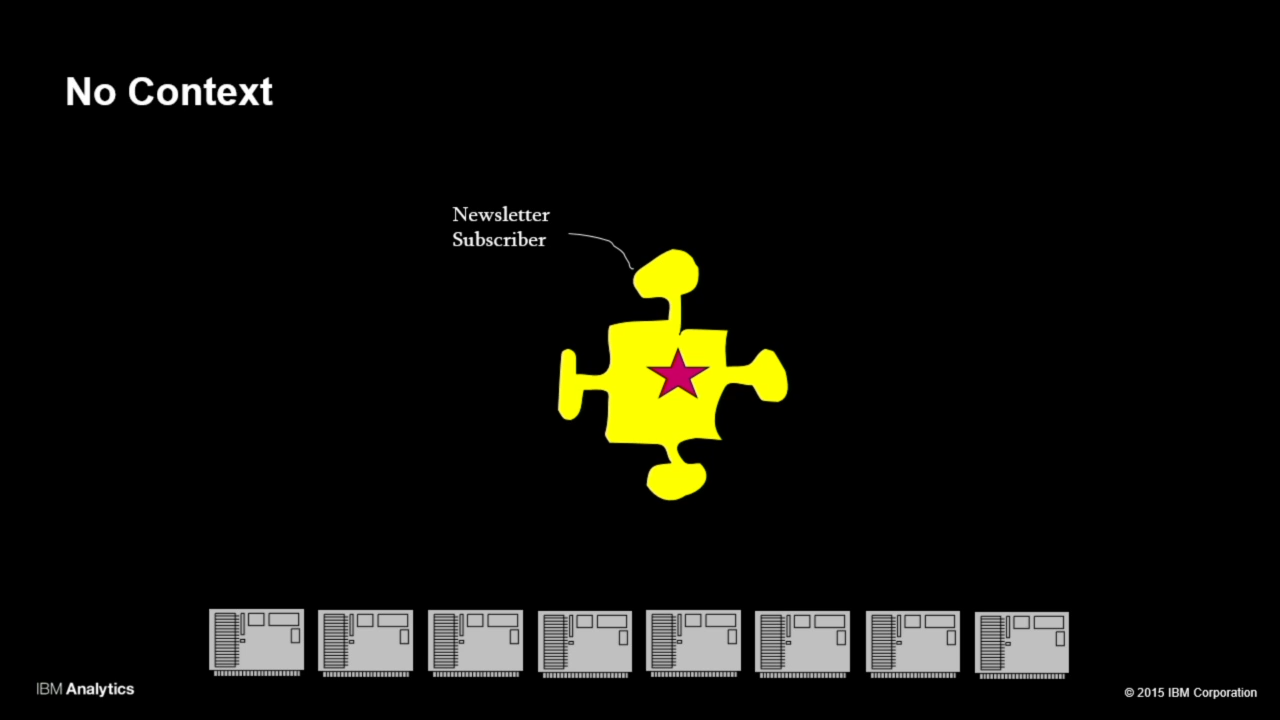 No Context
Newsletter
Subscriber
IBM Analytics
© 2015 IBM Corporation